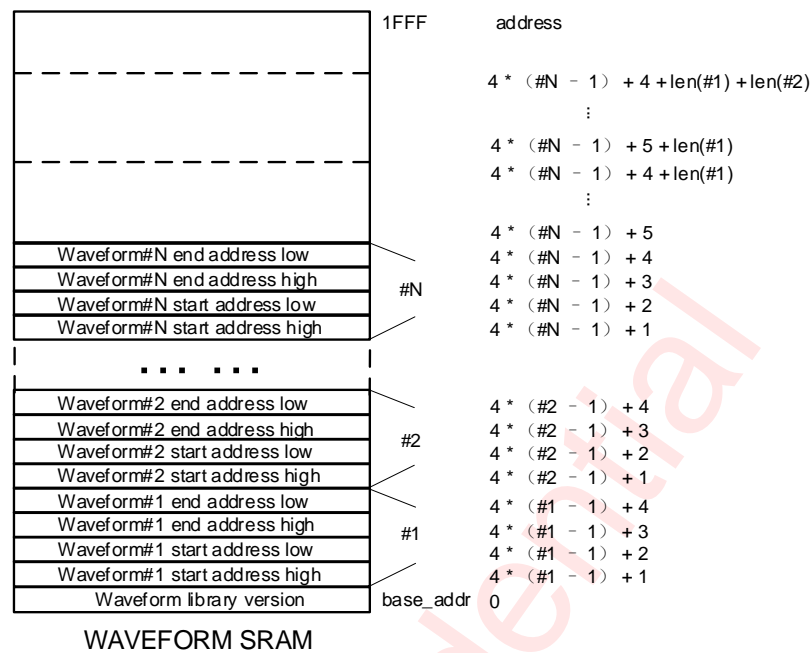 1FFF address
4 * （#N - 1） + 4 + len(#1) + len(#2)
⋮
4 * （#N - 1） + 5 + len(#1)
4 * （#N - 1） + 4 + len(#1)
⋮
4 * （#N - 1） + 5
Waveform#N end address low 4 * （#N - 1） + 4
Waveform#N end address high 4 * （#N - 1） + 3
#N
Waveform#N start address low 4 * （#N - 1） + 2
Waveform#N start address high 4 * （#N - 1） + 1
... ...
Waveform#2 end address low 4 * （#2 - 1） + 4
Waveform#2 end address high 4 * （#2 - 1） + 3
#2
Waveform#2 start address low 4 * （#2 - 1） + 2
Waveform#2 start address high 4 * （#2 - 1） + 1
Waveform#1 end address low 4 * （#1 - 1） + 4
Waveform#1 end address high 4 * （#1 - 1） + 3
#1
Waveform#1 start address low 4 * （#1 - 1） + 2
Waveform#1 start address high 4 * （#1 - 1） + 1
Waveform library version base_addr 0
WAVEFORM SRAM
dential